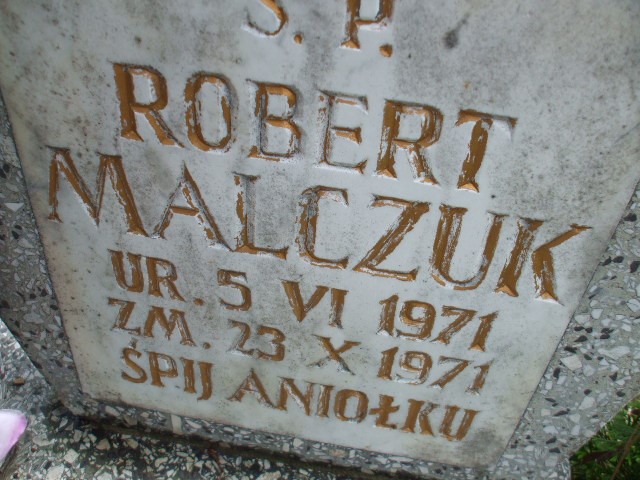 Ś. P.
ROBERT
MALCZUK
UR. 5 VI 1971
ZM. 23 X 1971
ŚPIJ ANIOŁKU